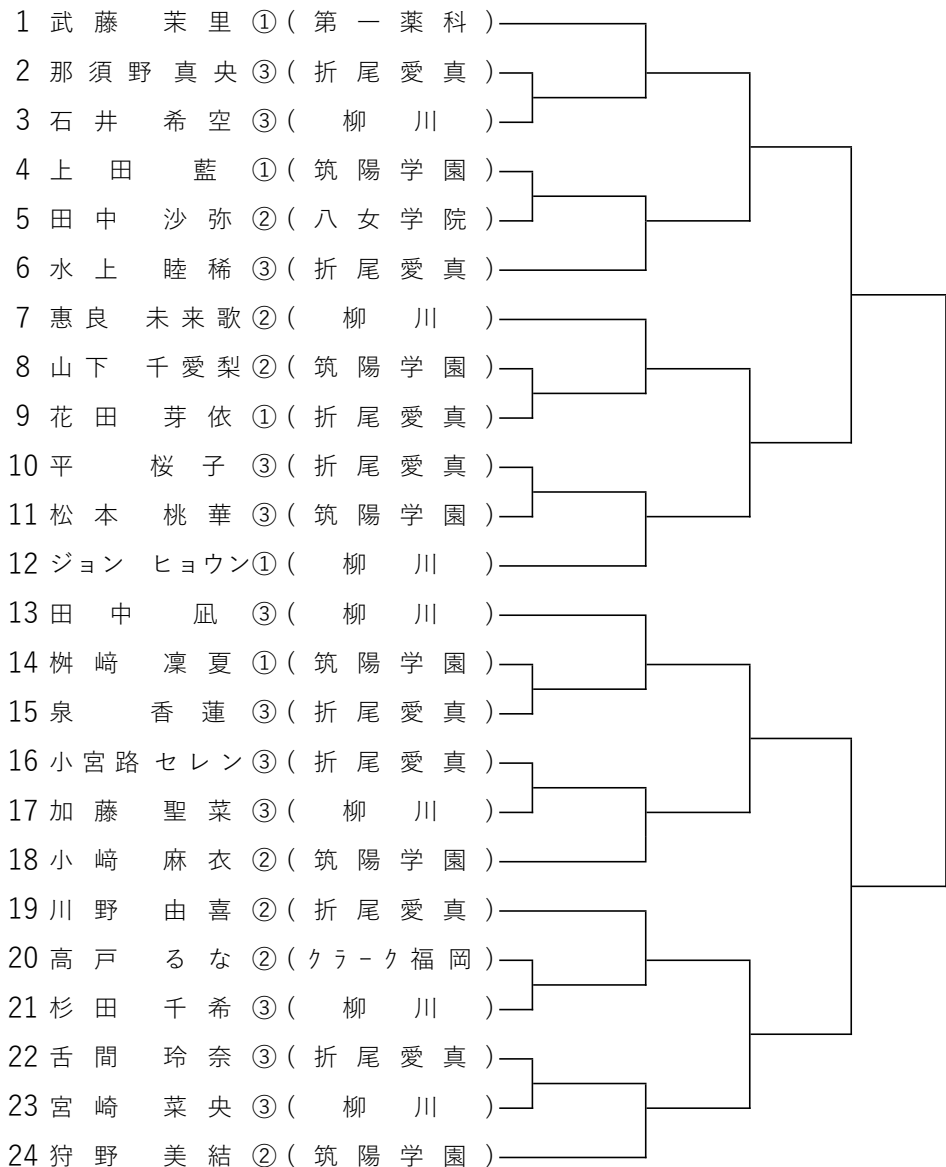 1 武藤 茉里 ① ( 第一薬科 )
2 那須野真央 ③ ( 折尾愛真 )
3 石井 希空 ③ ( 柳川 )
4 上田 藍 ① ( 筑陽学園 )
5 田中 沙弥 ② ( 八女学院 )
6 水上 睦稀 ③ ( 折尾愛真 )
7 惠良 未来歌 ② ( 柳川 )
8 山下 千愛梨 ② ( 筑陽学園 )
9 花田 芽依 ① ( 折尾愛真 )
10 平 桜子 ③ ( 折尾愛真 )
11 松本 桃華 ③ ( 筑陽学園 )
12 ジョン ヒョウン ① ( 柳川 )
13 田中 凪 ③ ( 柳川 )
14 桝﨑 凜夏 ① ( 筑陽学園 )
15 泉 香蓮 ③ ( 折尾愛真 )
16 小宮路 セレン ③ ( 折尾愛真 )
17 加藤 聖菜 ③ ( 柳川 )
18 小﨑 麻衣 ② ( 筑陽学園 )
19 川野 由喜 ② ( 折尾愛真 )
20 高戸 るな ② ( クラーク福岡 )
21 杉田 千希 ③ ( 柳川 )
22 舌間 玲奈 ③ ( 折尾愛真 )
23 宮崎 菜央 ③ ( 柳川 )
24 狩野 美結 ② ( 筑陽学園 )